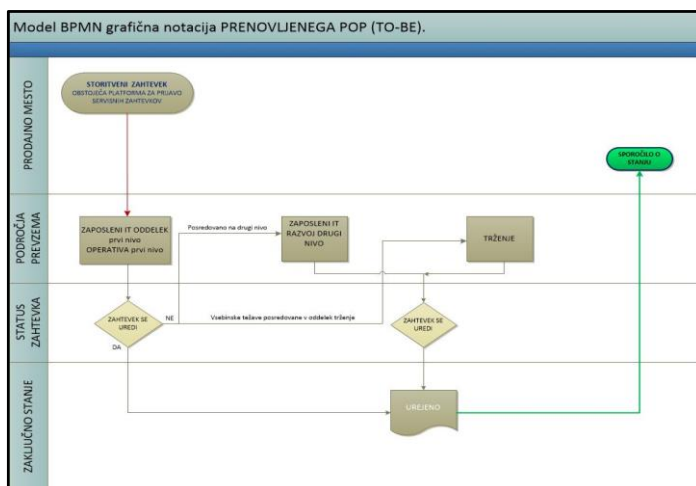 Model BPMN grafična notacija PRENOVLJENEGA POP (TO-BE).
PRODAJNO MESTO
STORITVENI ZAHTEVEK
OBSTOJEČA PLATFORMA ZA PRIJAVO
SERVISNIH ZAHTEVKOV
SPOROČILO O
STANJU
PODROČJA
PREVZEMA
ZAPOSLENI IT ODDELEK
prvi nivo
OPERATIVA prvi nivo
Posredovano na drugi nivo
ZAPOSLENI IT
RAZVOJ DRUGI
NIVO
TRŽENJE
STATUS
ZAHTEVKA
ZAHTEVEK SE
UREDI
NE
Vsebinske težave posredovane v oddelek trženje
ZAHTEVEK SE
UREDI
DA
ZAKLJUČNO STANJE
UREJENO